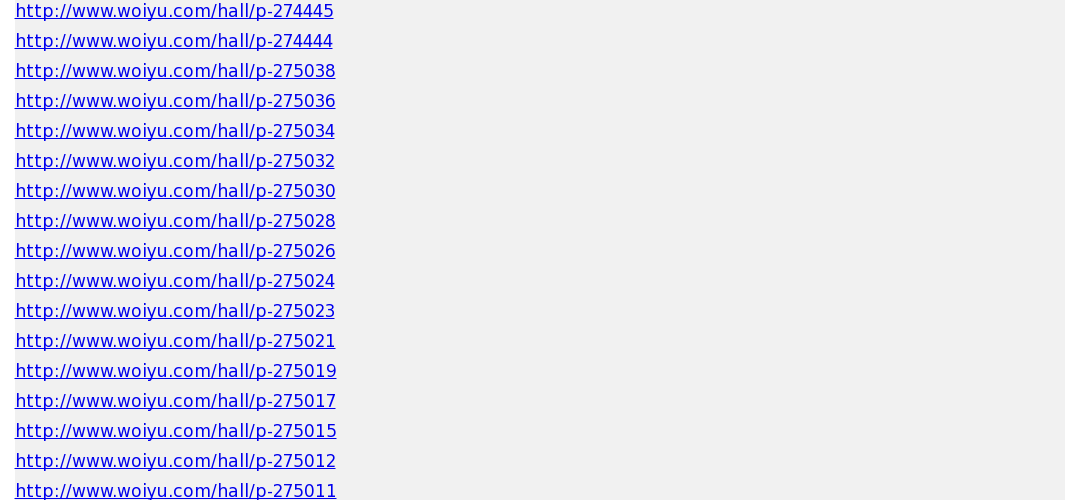 http://www.woiyu.com/hall/p-274445
http://www.woiyu.com/hall/p-274444
http://www.woiyu.com/hall/p-275038
http://www.woiyu.com/hall/p-275036
http://www.woiyu.com/hall/p-275034
http://www.woiyu.com/hall/p-275032
http://www.woiyu.com/hall/p-275030
http://www.woiyu.com/hall/p-275028
http://www.woiyu.com/hall/p-275026
http://www.woiyu.com/hall/p-275024
http://www.woiyu.com/hall/p-275023
http://www.woiyu.com/hall/p-275021
http://www.woiyu.com/hall/p-275019
http://www.woiyu.com/hall/p-275017
http://www.woiyu.com/hall/p-275015
http://www.woiyu.com/hall/p-275012
http://www.woiyu.com/hall/p-275011